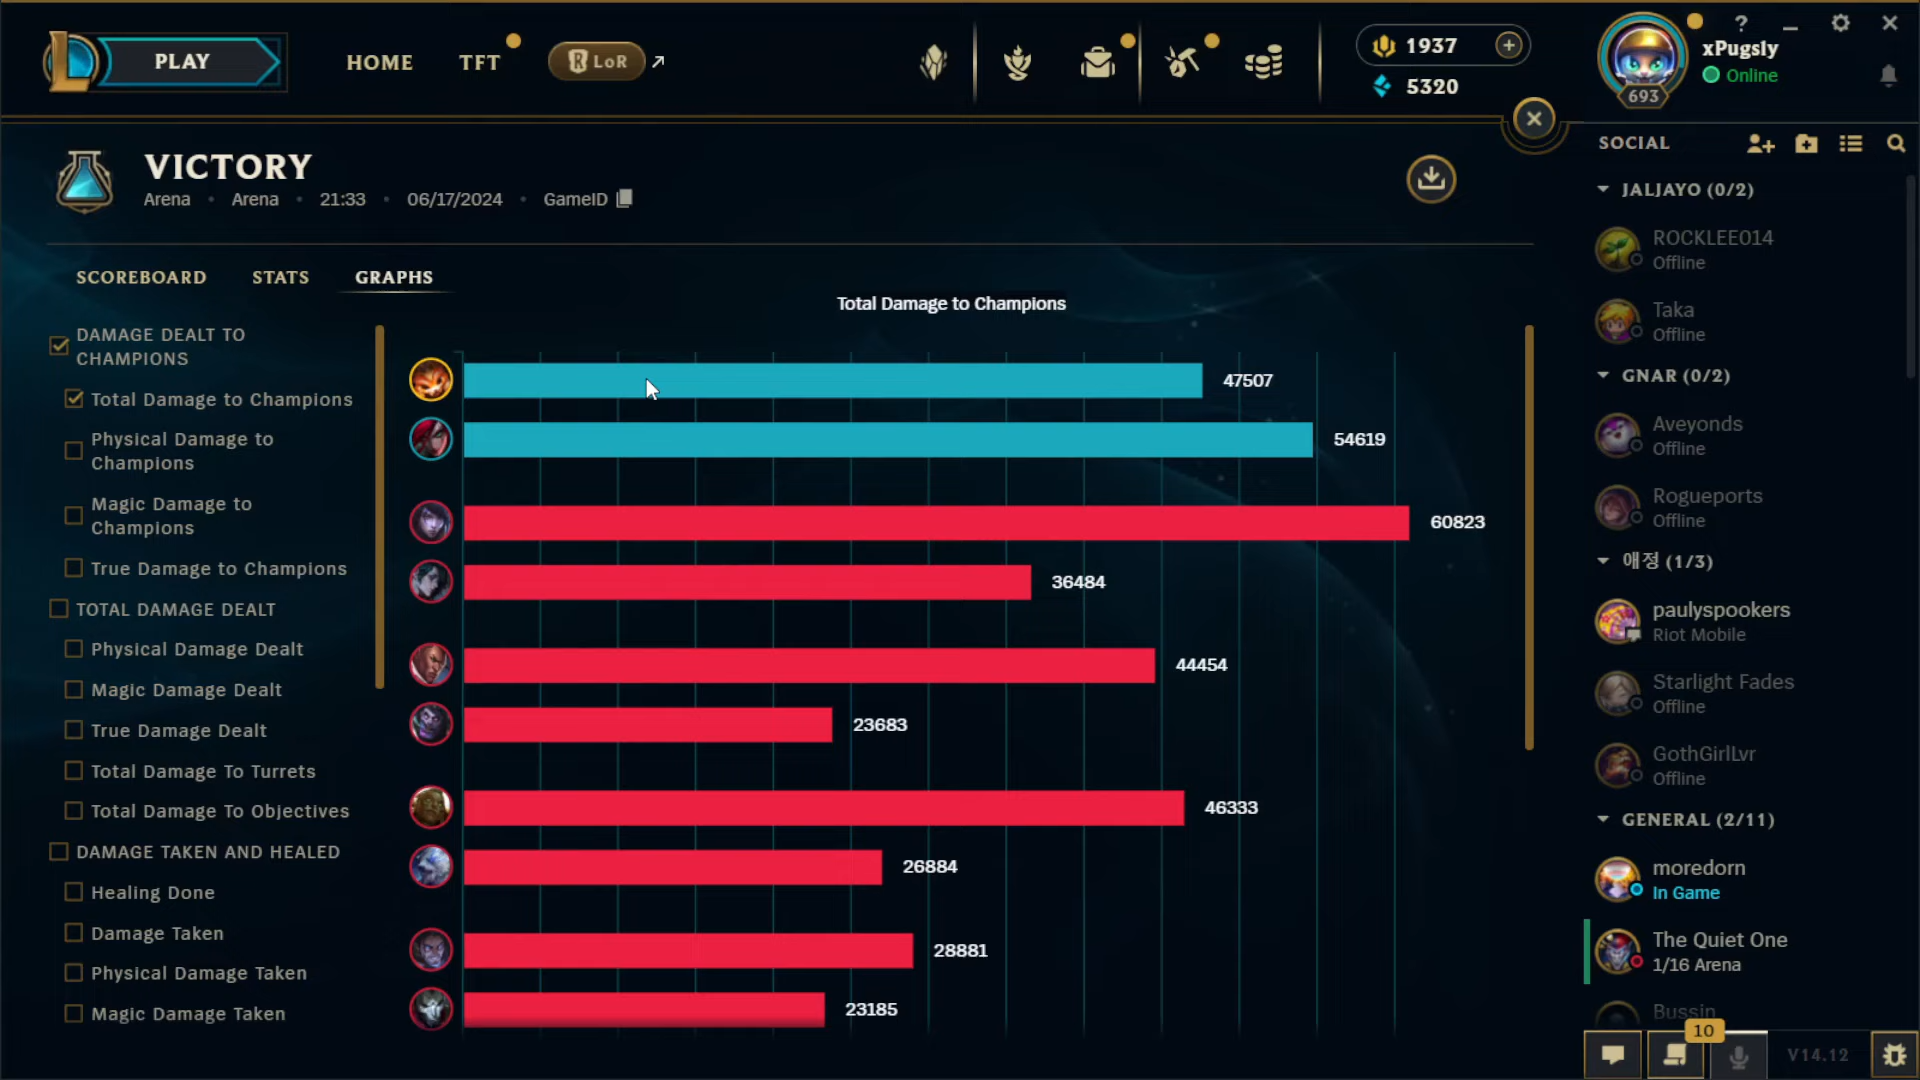 PLAY
HOME
TFT
LoR
1937
5320
693
xPugsly
Online
VICTORY
Arena • Arena • 21:33 • 06/17/2024 • GameID
SCOREBOARD
STATS
GRAPHS
DAMAGE DEALT TO
CHAMPIONS
Total Damage to Champions
Physical Damage to
Champions
Magic Damage to
Champions
True Damage to Champions
TOTAL DAMAGE DEALT
Physical Damage Dealt
Magic Damage Dealt
True Damage Dealt
Total Damage To Turrets
Total Damage To Objectives
DAMAGE TAKEN AND HEALED
Healing Done
Damage Taken
Physical Damage Taken
Magic Damage Taken
Total Damage to Champions
47507
54619
60823
36484
44454
23683
46333
26884
28881
23185
SOCIAL
JALJAYO (0/2)
ROCKLEE014
Offline
Taka
Offline
GNAR (0/2)
Aveyonds
Offline
Rogueports
Offline
애정 (1/3)
paulyspookers
Riot Mobile
Starlight Fades
Offline
GothGirlLvr
Offline
GENERAL (2/11)
moredorn
In Game
The Quiet One
1/16 Arena
Bussin
10
V14.12